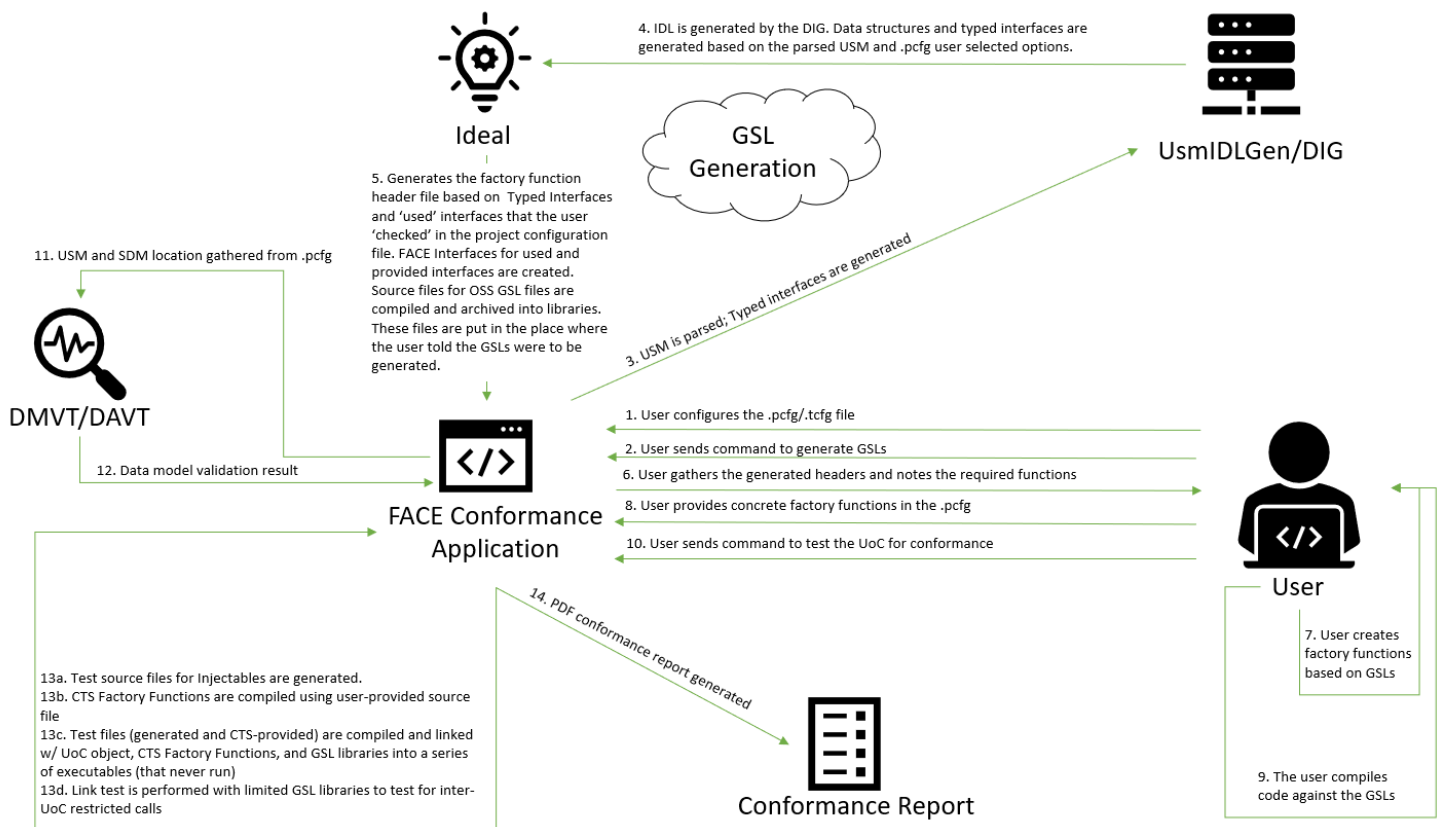 4. IDL is generated by the DIG. Data structures and typed interfaces are
generated based on the parsed USM and .pcfg user selected options.
Ideal
GSL
Generation
UsmIDLGen/DIG
5. Generates the factory function
header file based on  Typed Interfaces
and ‘used’ interfaces that the user
‘checked’ in the project configuration
file. FACE Interfaces for used and
provided interfaces are created.
Source files for OSS GSL files are
compiled and archived into libraries.
These files are put in the place where
the user told the GSLs were to be
generated.
11. USM and SDM location gathered from .pcfg
3. USM is parsed; Typed interfaces are generated
DMVT/DAVT
12. Data model validation result
1. User configures the .pcfg/.tcfg file
2. User sends command to generate GSLs
6. User gathers the generated headers and notes the required functions
8. User provides concrete factory functions in the .pcfg
10. User sends command to test the UoC for conformance
FACE Conformance
Application
User
14. PDF conformance report generated
7. User creates
factory functions
based on GSLs
13a. Test source files for Injectables are generated.
13b. CTS Factory Functions are compiled using user-provided source
file
13c. Test files (generated and CTS-provided) are compiled and linked
w/ UoC object, CTS Factory Functions, and GSL libraries into a series
of executables (that never run)
13d. Link test is performed with limited GSL libraries to test for inter-
UoC restricted calls
9. The user compiles
code against the GSLs
Conformance Report